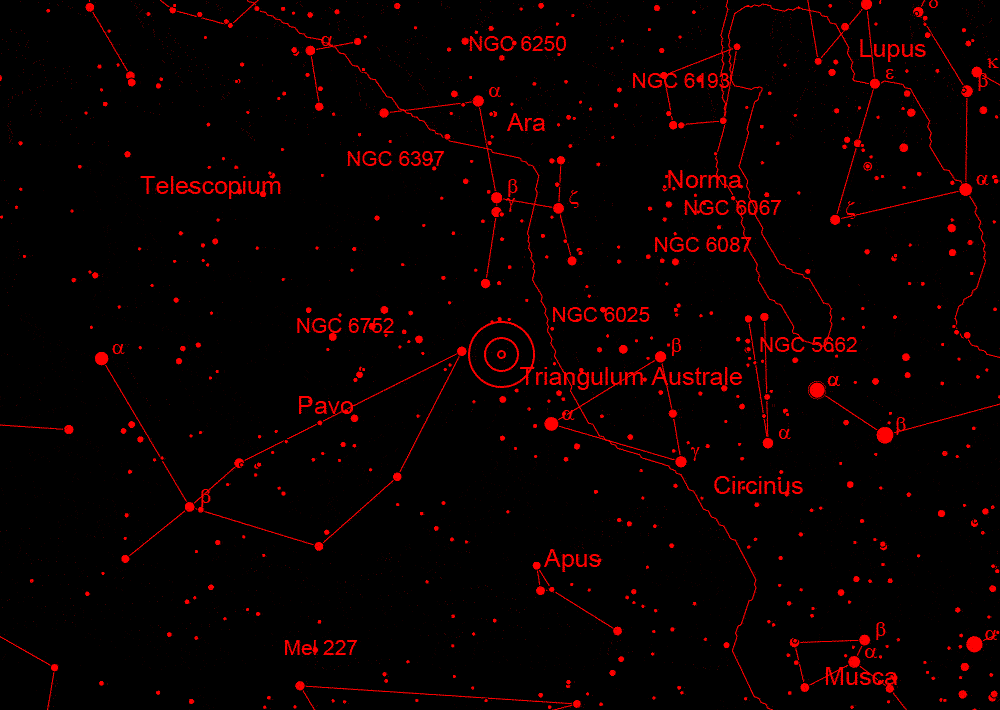 δ
α
NGC 6250
Lupus
κ
ε
β
NGC 6193
α
Ara
NGC 6397
Telescopium
Norma
α
β
γ
ζ
NGC 6067
ζ
NGC 6087
NGC 6025
NGC 6752
α
β
NGC 5662
Triangulum Australe
α
Pavo
α
β
α
γ
β
Circinus
Apus
Mel 227
β
α
α
Musca